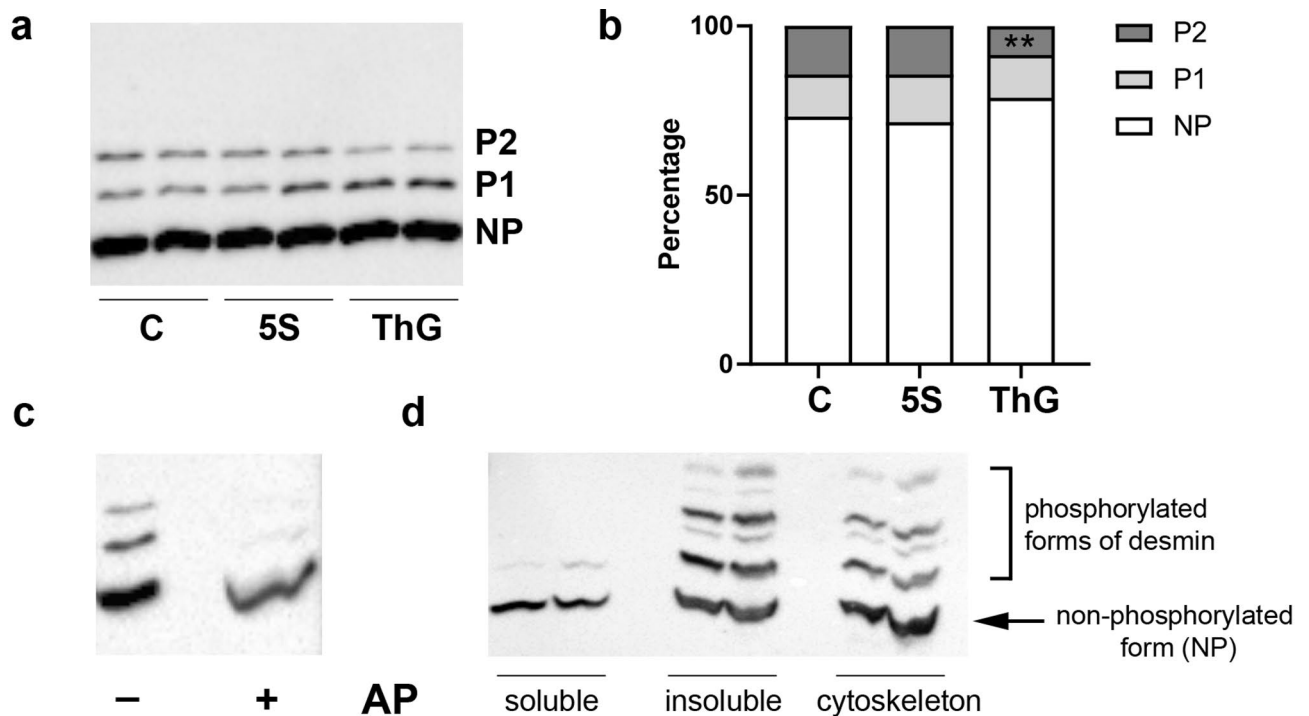 a
P2
P1
NP
C 5S ThG
b
100
50
0
Percentage
**
C 5S ThG
P2
P1
NP
c
– + AP
d
phosphorylated
forms of desmin
non-phosphorylated
form (NP)
soluble insoluble cytoskeleton